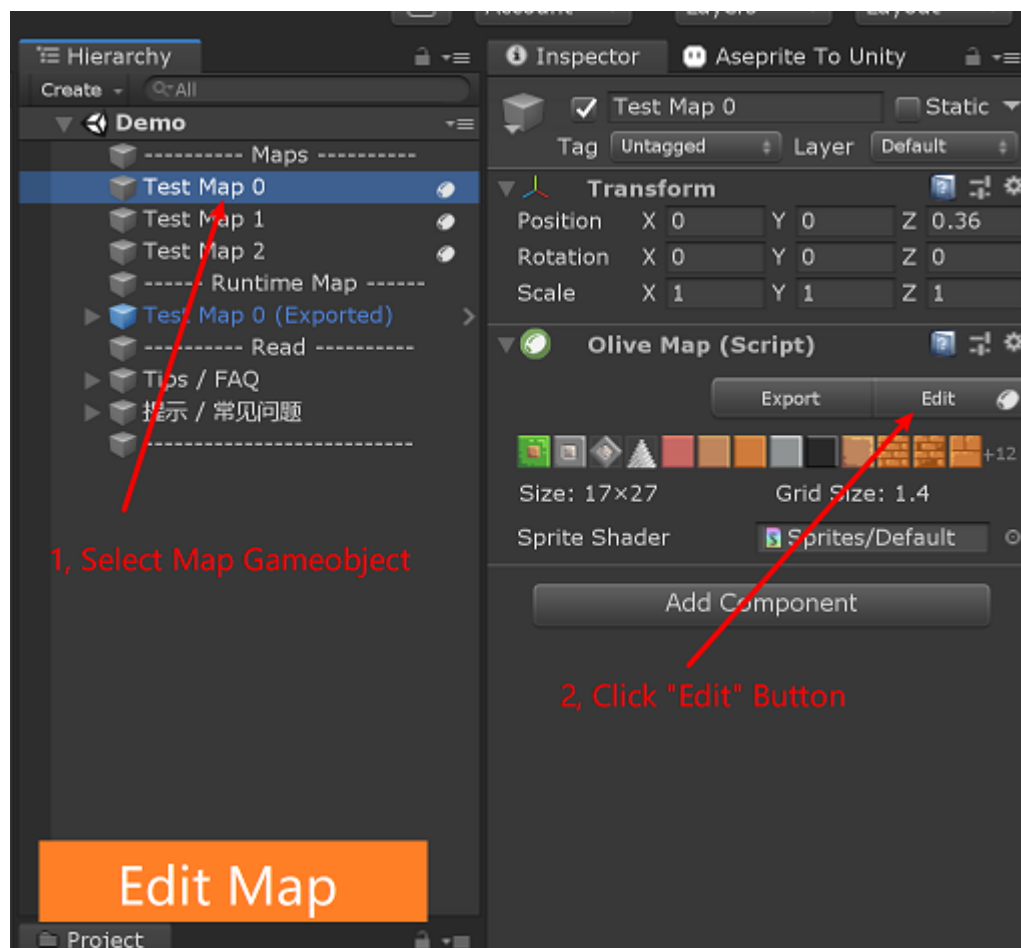 Hierarchy
Create
All
Demo
---------- Maps ----------
Test Map 0
Test Map 1
Test Map 2
------ Runtime Map ------
Test Map 0 (Exported)
---------- Read ----------
Tips / FAQ
提示 / 常见问题
--------------------------
1, Select Map Gameobject
Edit Map
Project
Inspector
Aseprite To Unity
Test Map 0
Static
Tag Untagged Layer Default
Transform
Position X 0 Y 0 Z 0.36
Rotation X 0 Y 0 Z 0
Scale X 1 Y 1 Z 1
Olive Map (Script)
Export Edit
+12
Size: 17×27 Grid Size: 1.4
Sprite Shader Sprites/Default
Add Component
2, Click "Edit" Button